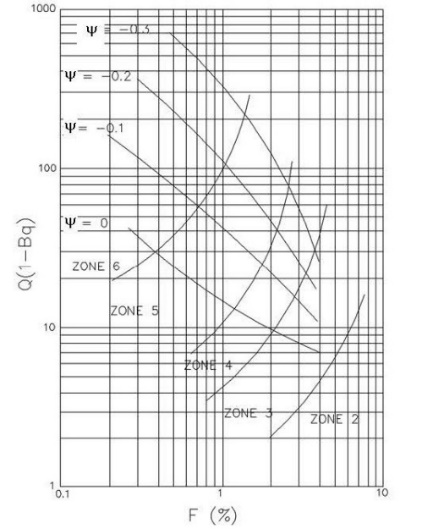 1000
Ψ = -0.3
Ψ= -0.2
Ψ= -0.1
100
Ψ= 0
ZONE 6
ZONE 5
10
ZONE 4
ZONE 3
ZONE 2
1
0.1
1
10
Q(1-Bq)
F (%)